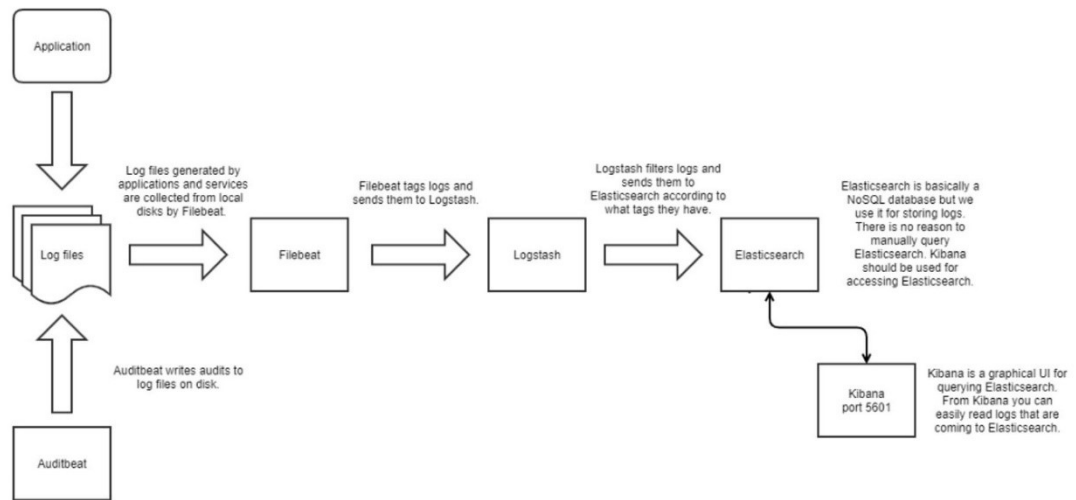 Application
Log files generated by
applications and services
are collected from local
disks by Filebeat.
Filebeat tags logs and
sends them to Logstash.
Logstash filters logs and
sends them to
Elasticsearch according to
what tags they have.
Elasticsearch is basically a
NoSQL database but we
use it for storing logs.
There is no reason to
manually query
Elasticsearch. Kibana
should be used for
accessing Elasticsearch.
Log files
Filebeat
Logstash
Elasticsearch
Auditbeat writes audits to
log files on disk.
Kibana
port 5601
Kibana is a graphical UI for
querying Elasticsearch.
From Kibana you can
easily read logs that are
coming to Elasticsearch.
Auditbeat